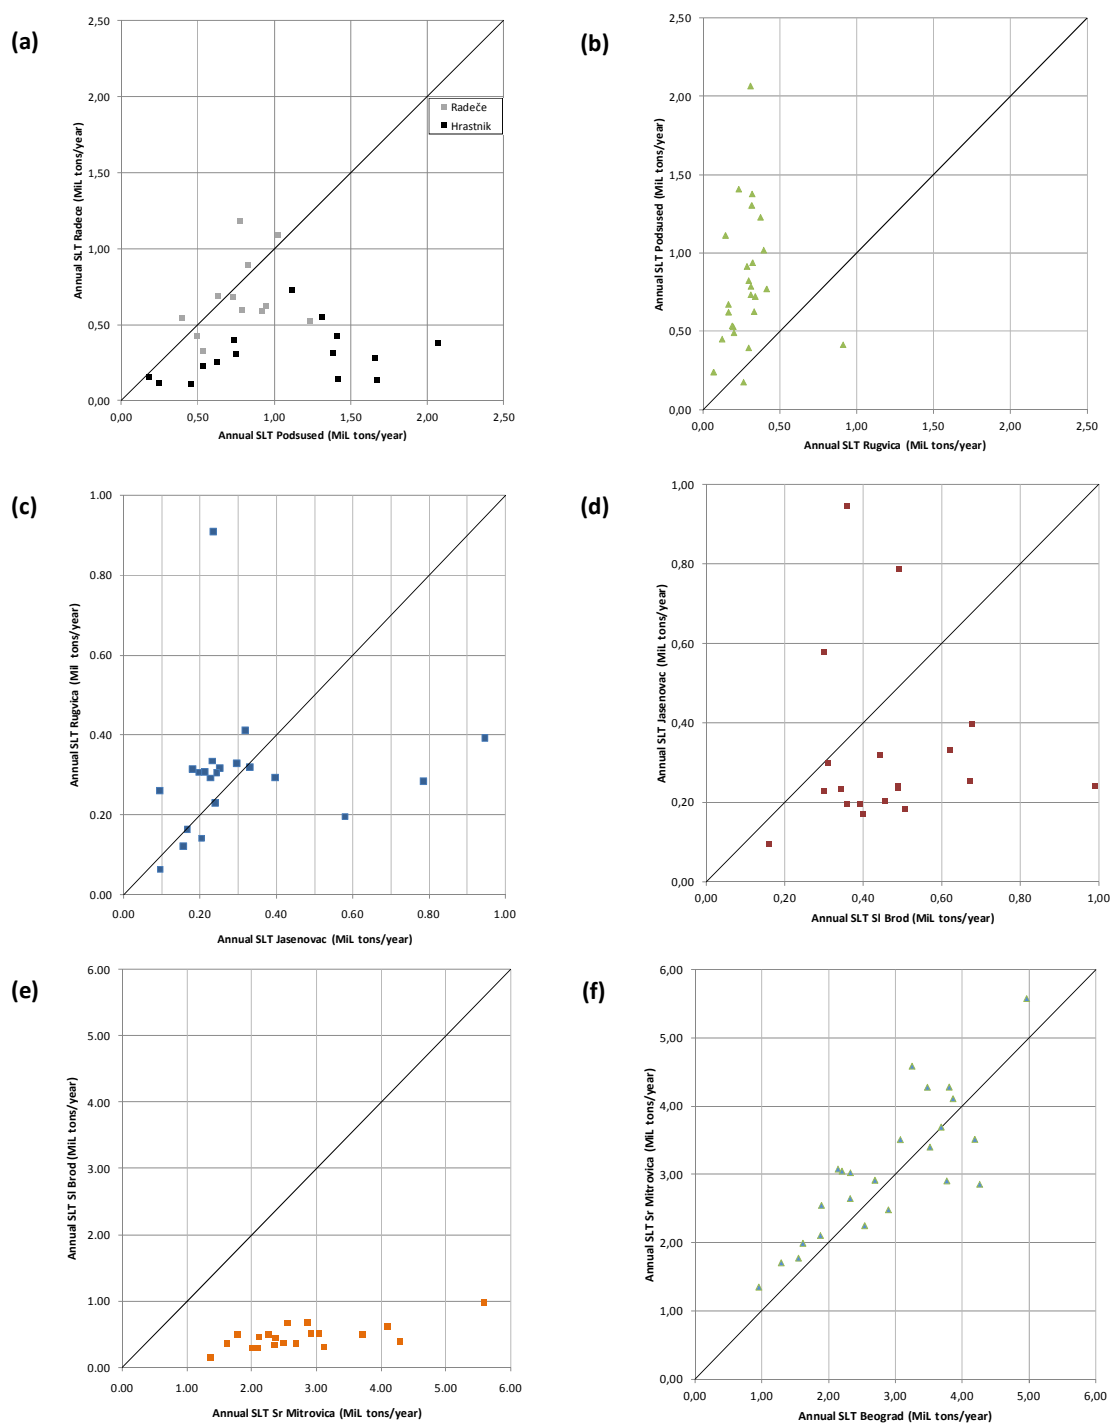 (a)
Annual SLT Radece (MiL tons/year)
2,50
2,00
1,50
1,00
0,50
0,00
Radeče
Hrastnik
0,00 0,50 1,00 1,50 2,00 2,50
Annual SLT Podsused (MiL tons/year)
(b)
Annual SLT Podsused (MiL tons/year)
2,50
2,00
1,50
1,00
0,50
0,00
0,00 0,50 1,00 1,50 2,00 2,50
Annual SLT Rugvica (MiL tons/year)
(c)
Annual SLT Rugvica (Mil tons/year)
1.00
0.80
0.60
0.40
0.20
0.00
0.00 0.20 0.40 0.60 0.80 1.00
Annual SLT Jasenovac (MiL tons/year)
(d)
Annual SLT Jasenovac (MiL tons/year)
1,00
0,80
0,60
0,40
0,20
0,00
0,00 0,20 0,40 0,60 0,80 1,00
Annual SLT Sl Brod (MiL tons/year)
(e)
Annual SLT Sl Brod (MiL tons/year)
6.00
5.00
4.00
3.00
2.00
1.00
0.00
0.00 1.00 2.00 3.00 4.00 5.00 6.00
Annual SLT Sr Mitrovica (MiL tons/year)
(f)
Annual SLT Sr Mitrovica (MiL tons/year)
6,00
5,00
4,00
3,00
2,00
1,00
0,00
0,00 1,00 2,00 3,00 4,00 5,00 6,00
Annual SLT Beograd (MiL tons/year)